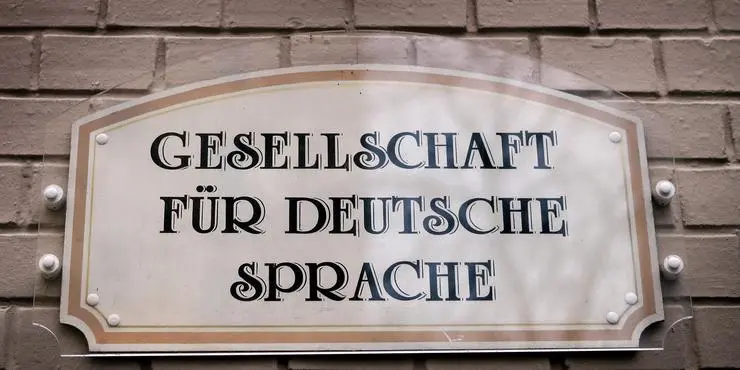 GESELLSCHAFT
FÜR DEUTSCHE
SPRACHE